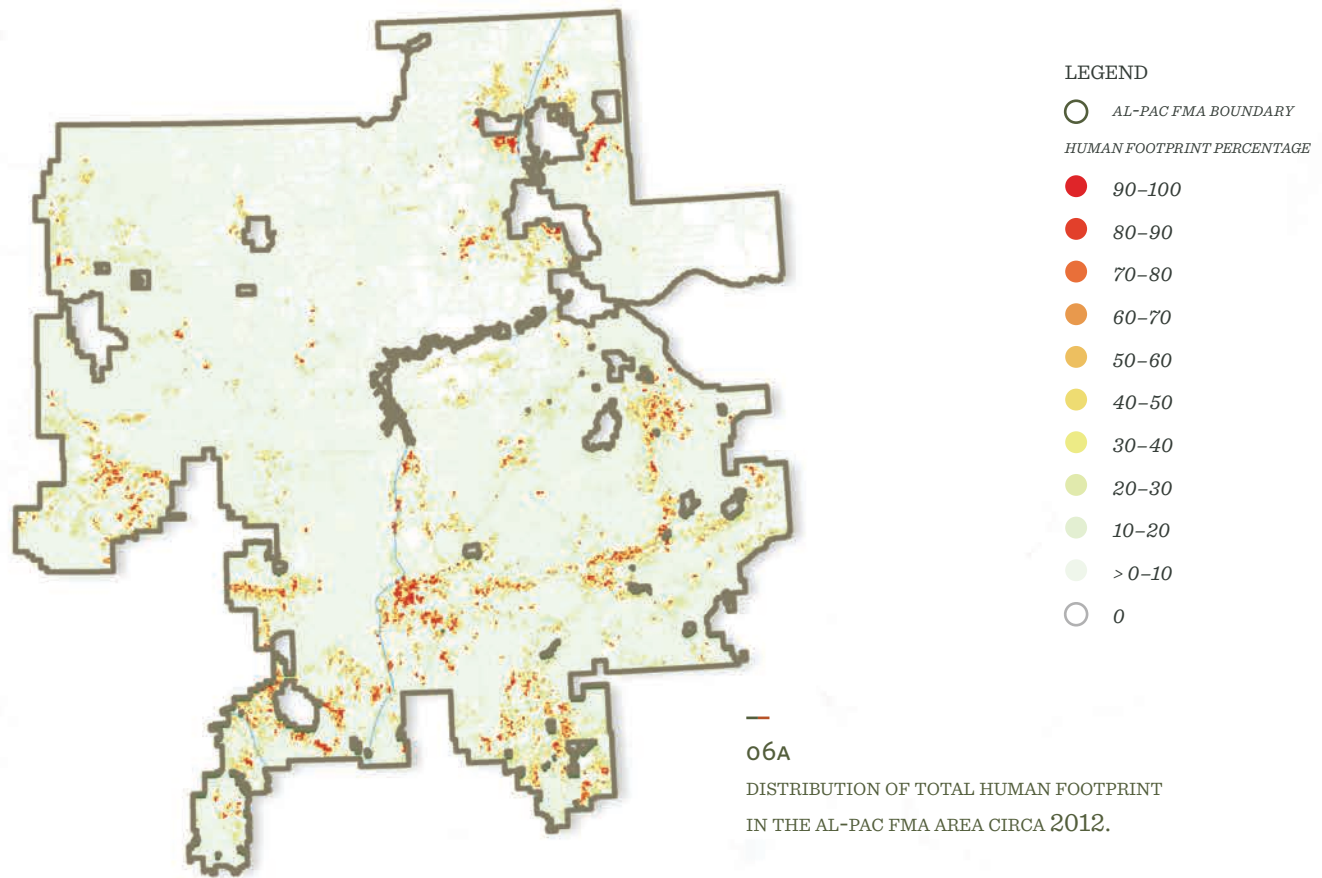 LEGEND
AL-PAC FMA BOUNDARY
HUMAN FOOTPRINT PERCENTAGE
90–100
80–90
70–80
60–70
50–60
40–50
30–40
20–30
10–20
> 0–10
0
06A
DISTRIBUTION OF TOTAL HUMAN FOOTPRINT
IN THE AL-PAC FMA AREA CIRCA 2012.